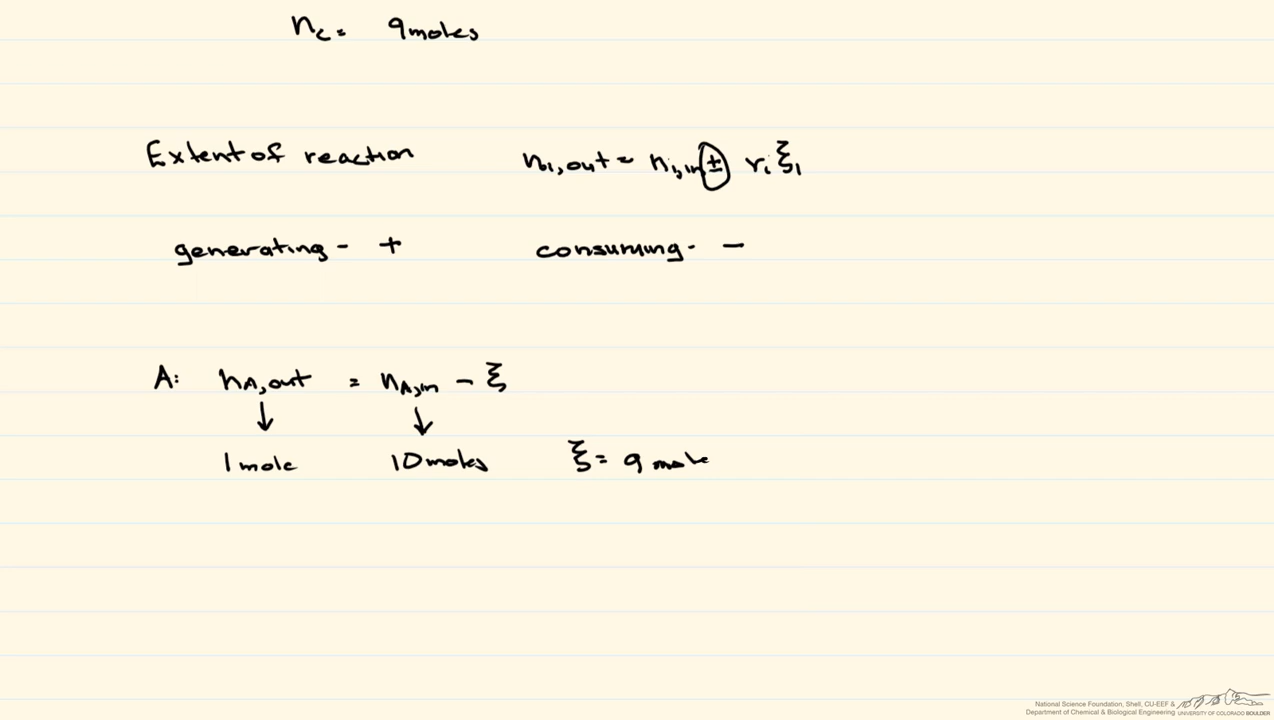 n_C = 9 moles
Extent of reaction n_i,out = n_i,in ± r_i ξ_1
generating - + consuming - -
A: n_A,out = n_A,in - ξ
↓ ↓
1 mole 10 moles ξ = 9 mole
National Science Foundation, Shell, CU-EEF &
Department of Chemical & Biological Engineering UNIVERSITY OF COLORADO BOULDER